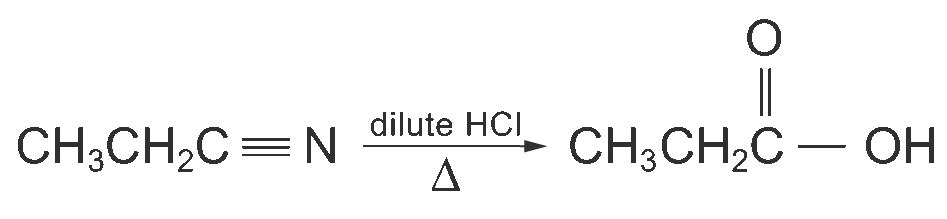 O
CH₃CH₂C≡N dilute HCl CH₃CH₂C — OH
Δ